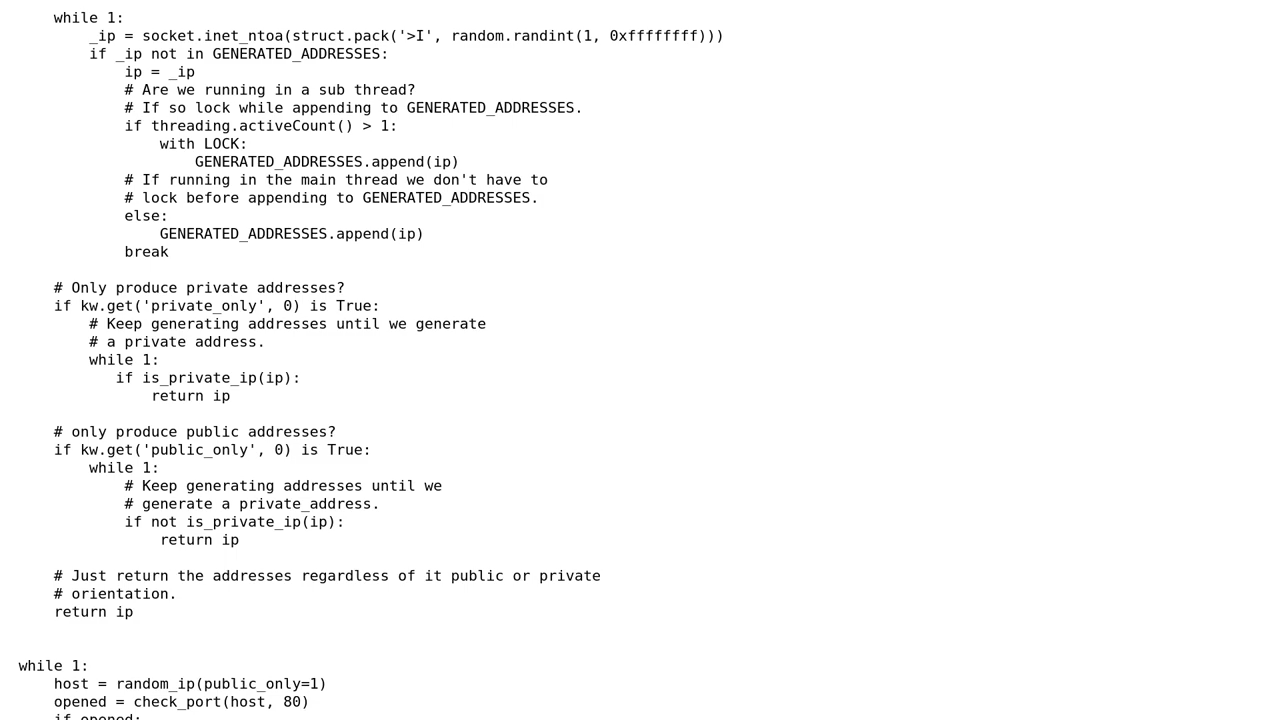 while 1:
_ip = socket.inet_ntoa(struct.pack('>I', random.randint(1, 0xffffffff)))
if _ip not in GENERATED_ADDRESSES:
ip = _ip
# Are we running in a sub thread?
# If so lock while appending to GENERATED_ADDRESSES.
if threading.activeCount() > 1:
with LOCK:
GENERATED_ADDRESSES.append(ip)
# If running in the main thread we don't have to
# lock before appending to GENERATED_ADDRESSES.
else:
GENERATED_ADDRESSES.append(ip)
break
# Only produce private addresses?
if kw.get('private_only', 0) is True:
# Keep generating addresses until we generate
# a private address.
while 1:
if is_private_ip(ip):
return ip
# only produce public addresses?
if kw.get('public_only', 0) is True:
while 1:
# Keep generating addresses until we
# generate a private_address.
if not is_private_ip(ip):
return ip
# Just return the addresses regardless of it public or private
# orientation.
return ip
while 1:
host = random_ip(public_only=1)
opened = check_port(host, 80)
if opened: